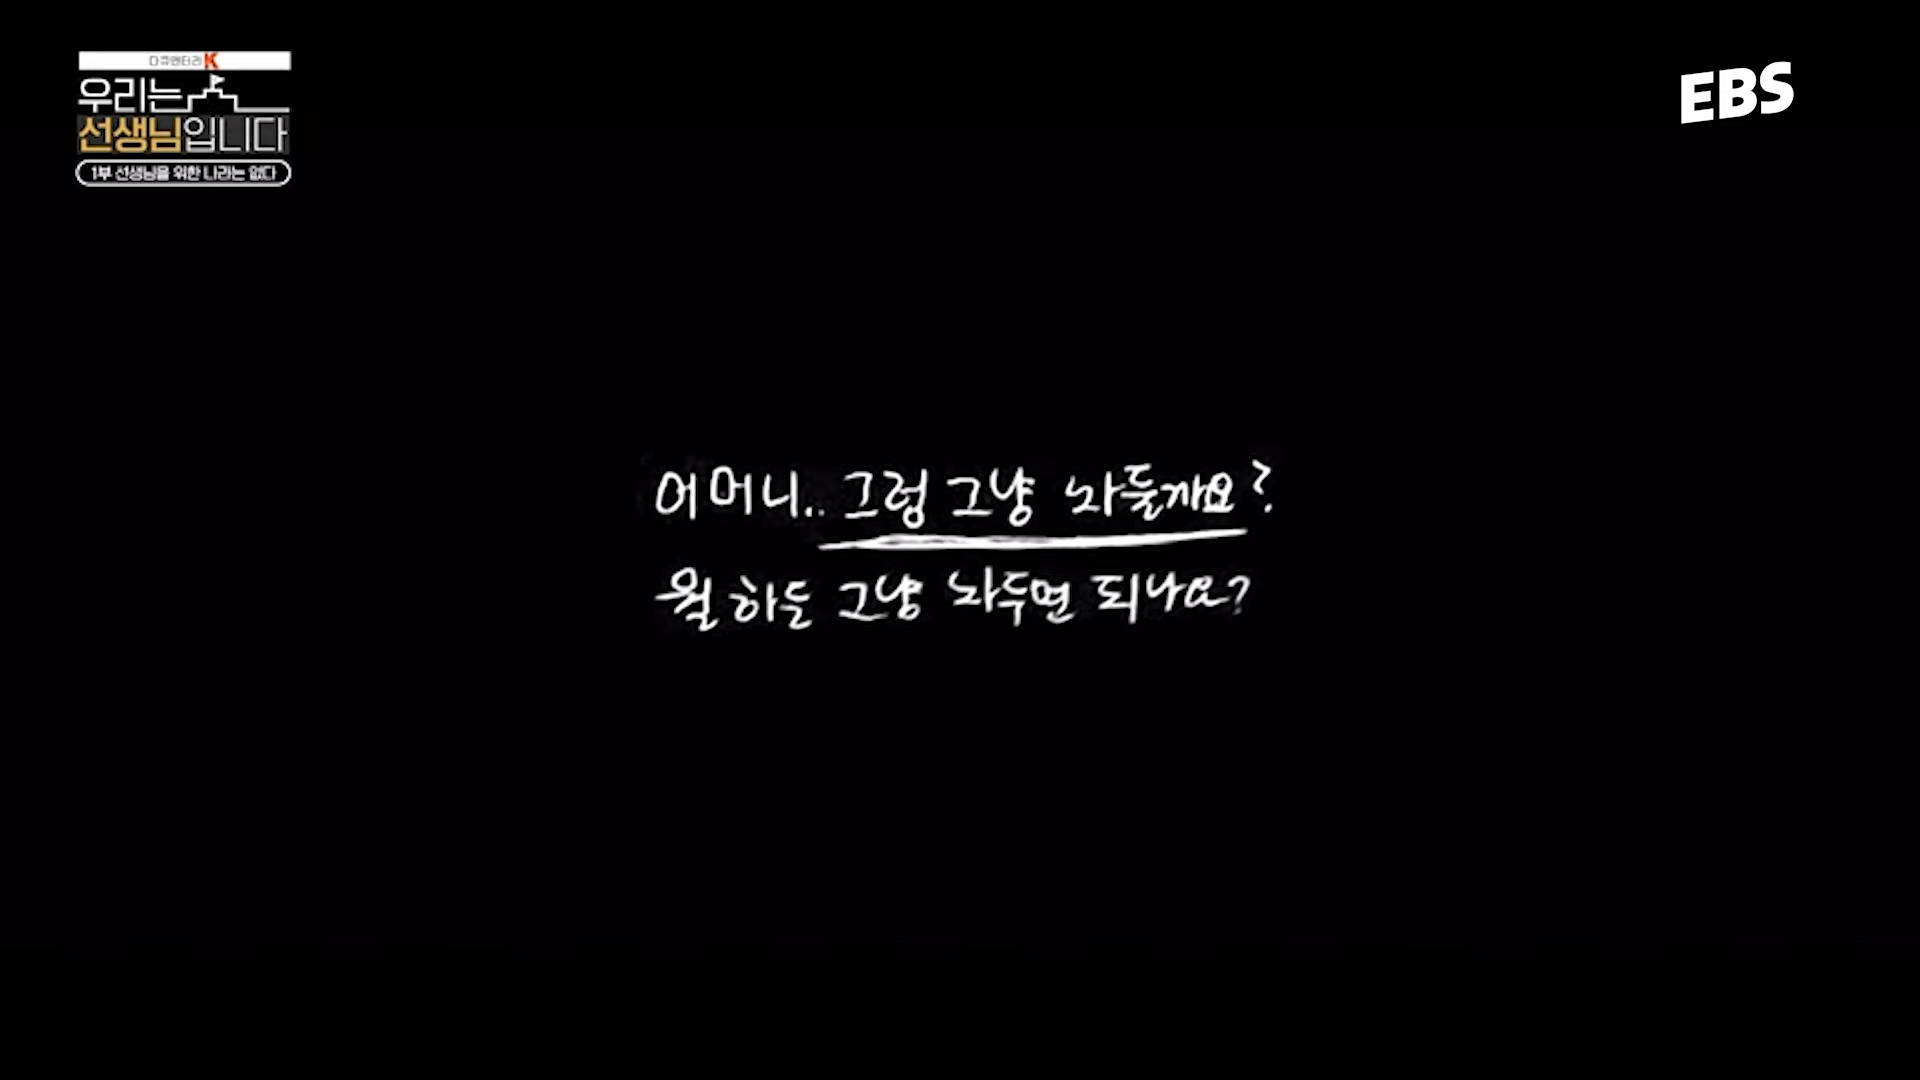 다큐멘터리K
우리는
선생님입니다
1부 선생님을 위한 나라는 없다
EBS
어머니.. 그럼 그냥 놔둘까요?
뭘 하든 그냥 놔두면 되나요?